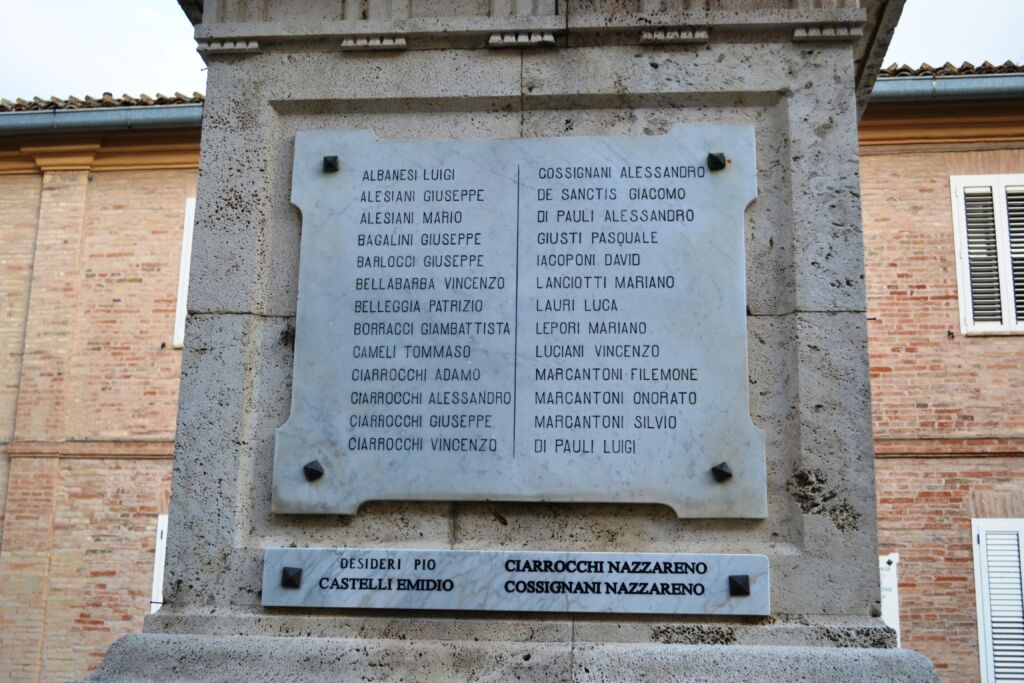 ALBANESI LUIGI
ALESIANI GIUSEPPE
ALESIANI MARIO
BAGALINI GIUSEPPE
BARLOCCI GIUSEPPE
BELLABARBA VINCENZO
BELLEGGIA PATRIZIO
BORRACCI GIAMBATTISTA
CAMELI TOMMASO
CIARROCCHI ADAMO
CIARROCCHI ALESSANDRO
CIARROCCHI GIUSEPPE
CIARROCCHI VINCENZO
COSSIGNANI ALESSANDRO
DE SANCTIS GIACOMO
DI PAULI ALESSANDRO
GIUSTI PASQUALE
IACOPONI DAVID
LANCIOTTI MARIANO
LAURI LUCA
LEPORI MARIANO
LUCIANI VINCENZO
MARCANTONI FILEMONE
MARCANTONI ONORATO
MARCANTONI SILVIO
DI PAULI LUIGI
DESIDERI PIO
CASTELLI EMIDIO
CIARROCCHI NAZZARENO
COSSIGNANI NAZZARENO